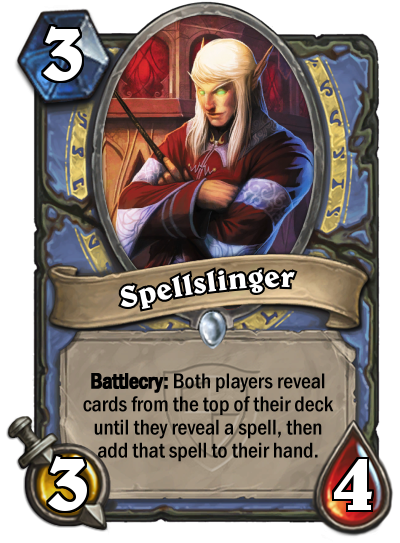 3
Spellslinger
Battlecry: Both players reveal
cards from the top of their deck
until they reveal a spell, then
add that spell to their hand.
3
4